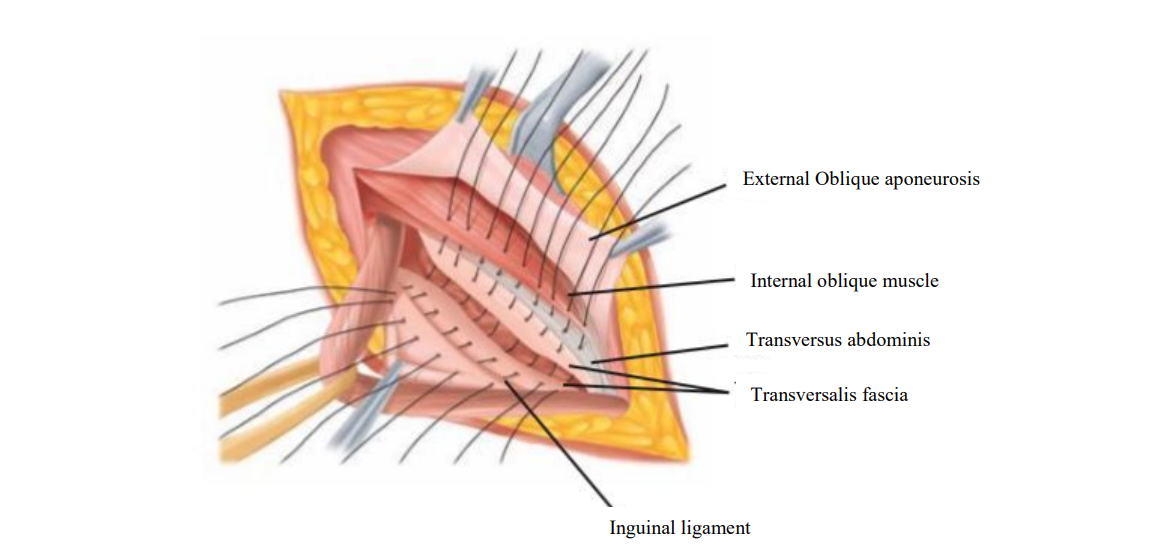 External Oblique aponeurosis
Internal oblique muscle
Transversus abdominis
Transversalis fascia
Inguinal ligament